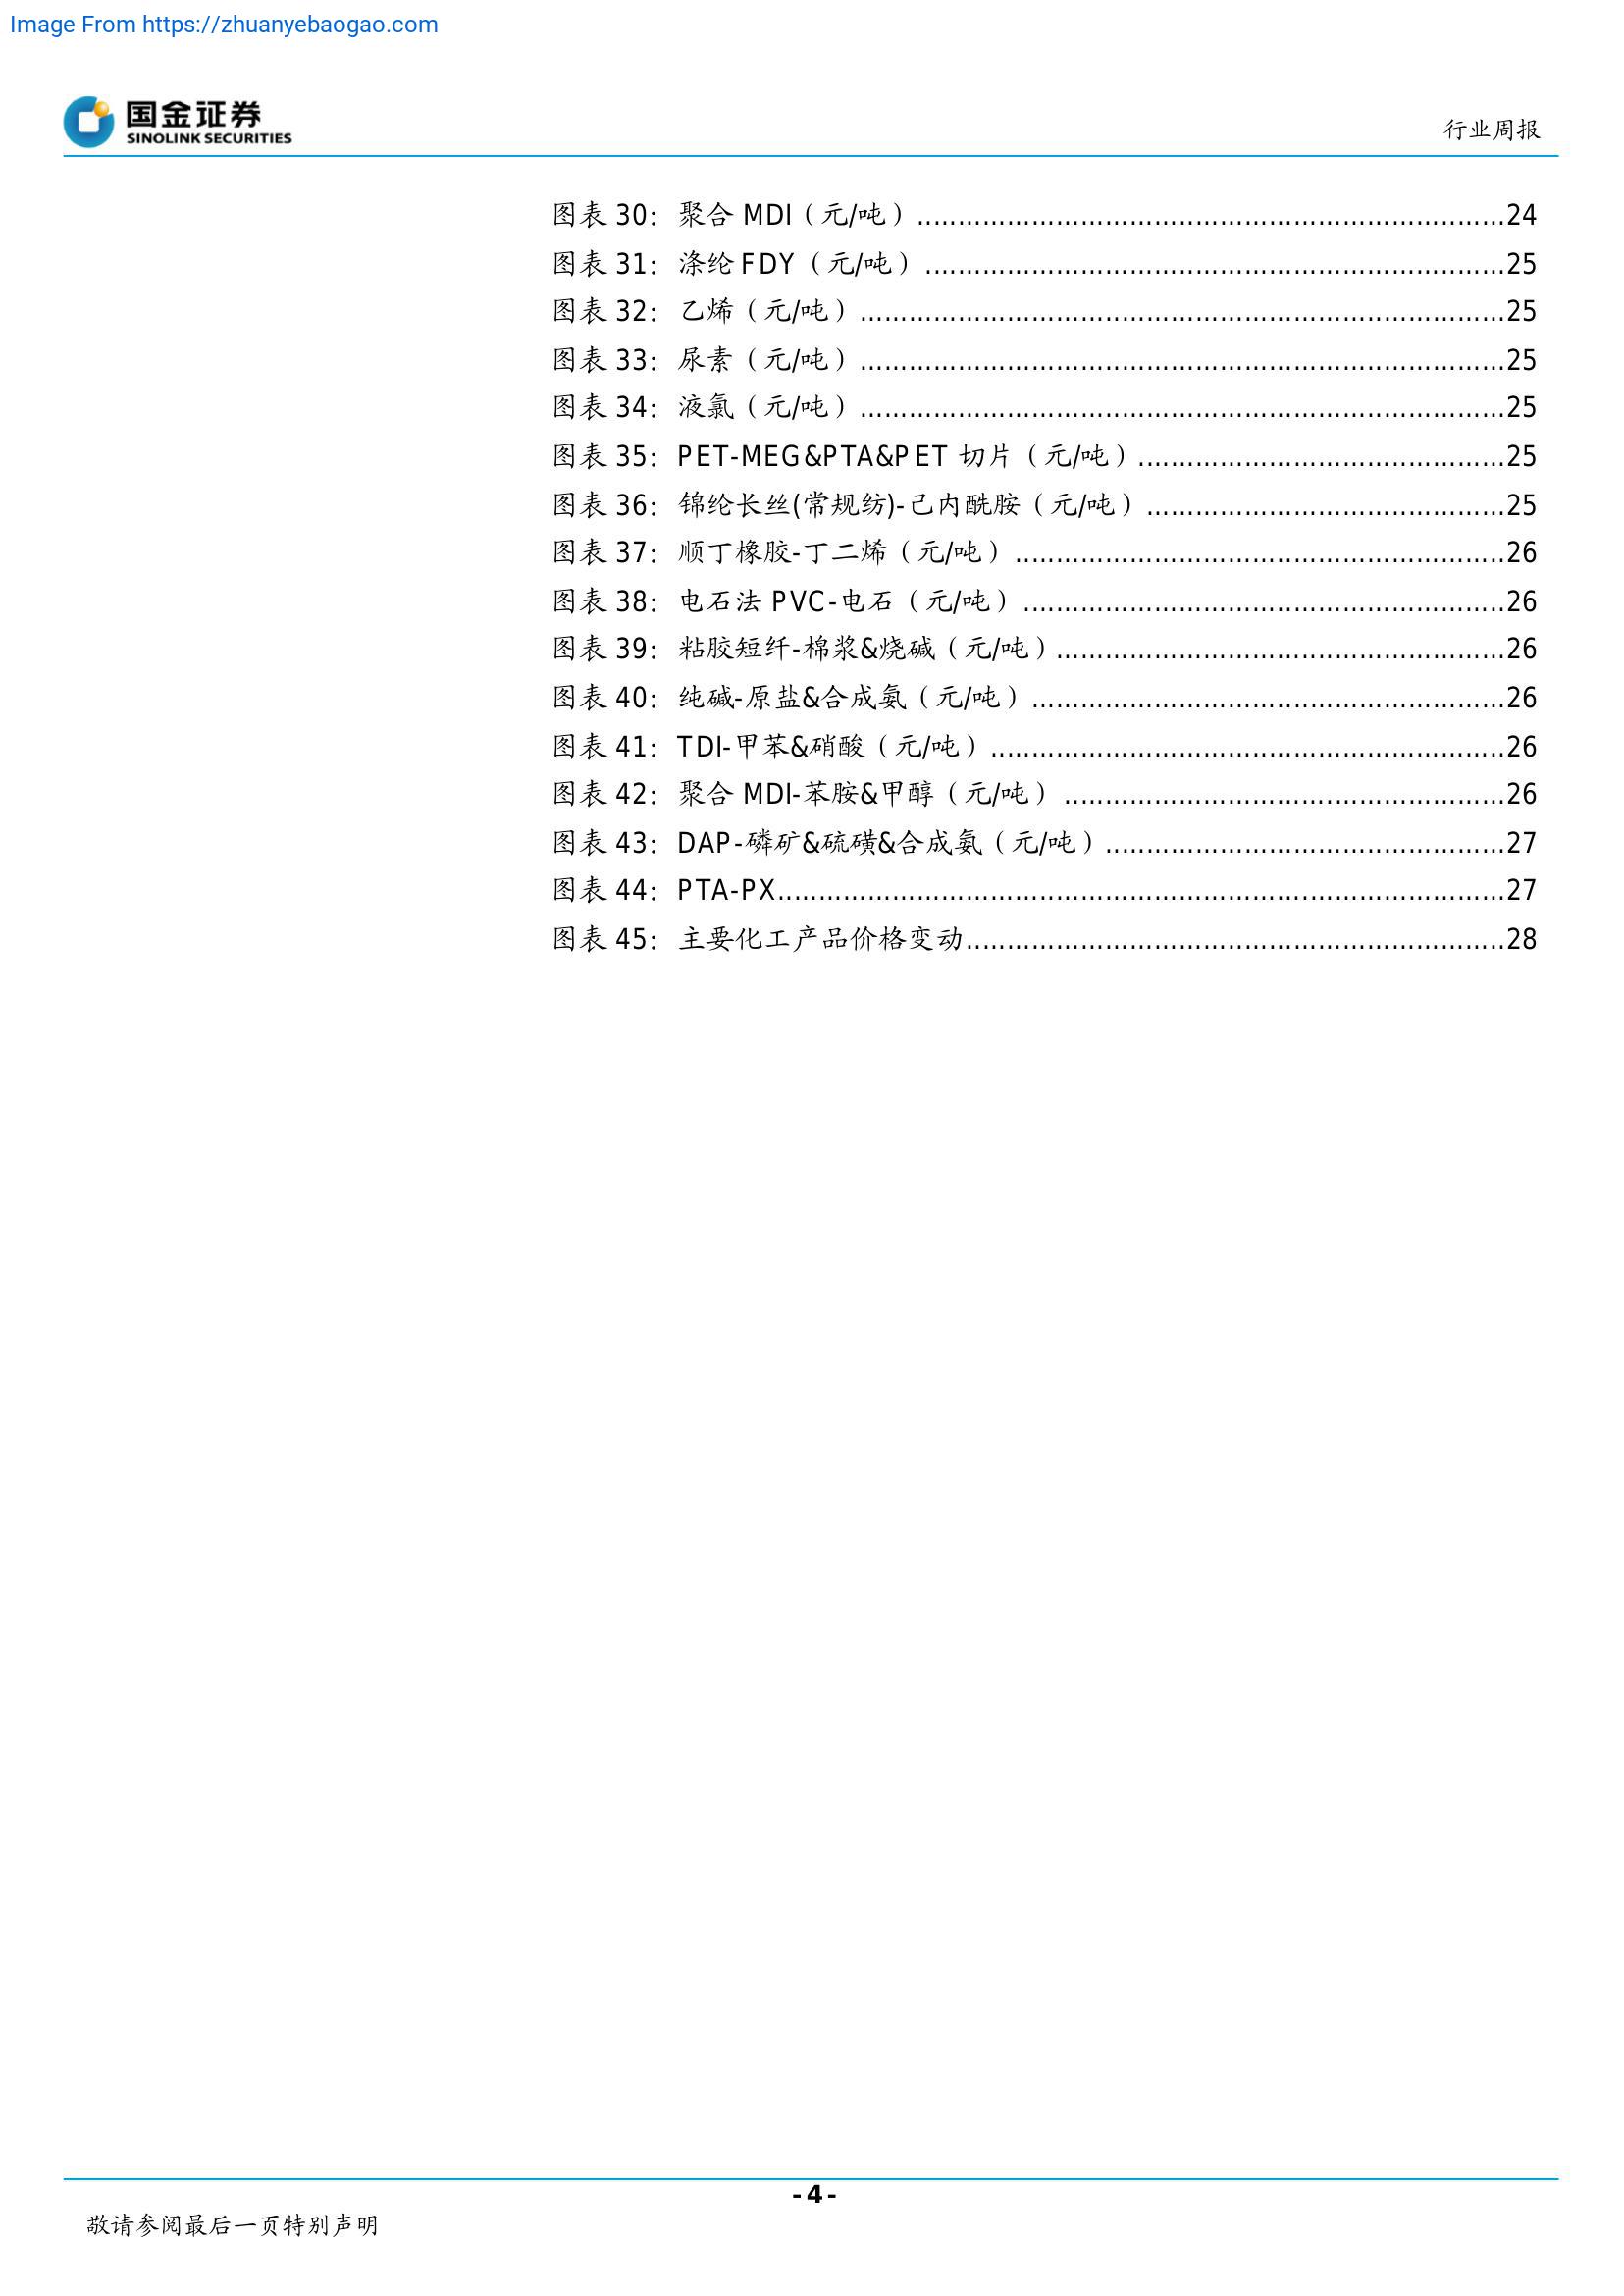 Image From https://zhuanyebaogao.com
国金证券
SINOLINK SECURITIES
行业周报
图表 30：聚合 MDI（元/吨）........................................................................24
图表 31：涤纶 FDY（元/吨）.......................................................................25
图表 32：乙烯（元/吨）...............................................................................25
图表 33：尿素（元/吨）...............................................................................25
图表 34：液氯（元/吨）...............................................................................25
图表 35：PET-MEG&PTA&PET 切片（元/吨）.............................................25
图表 36：锦纶长丝(常规纺)-己内酰胺（元/吨）............................................25
图表 37：顺丁橡胶-丁二烯（元/吨）............................................................26
图表 38：电石法 PVC-电石（元/吨）...........................................................26
图表 39：粘胶短纤-棉浆&烧碱（元/吨）.......................................................26
图表 40：纯碱-原盐&合成氨（元/吨）..........................................................26
图表 41：TDI-甲苯&硝酸（元/吨）...............................................................26
图表 42：聚合 MDI-苯胺&甲醇（元/吨）......................................................26
图表 43：DAP-磷矿&硫磺&合成氨（元/吨）.................................................27
图表 44：PTA-PX.........................................................................................27
图表 45：主要化工产品价格变动..................................................................28
- 4 -
敬请参阅最后一页特别声明